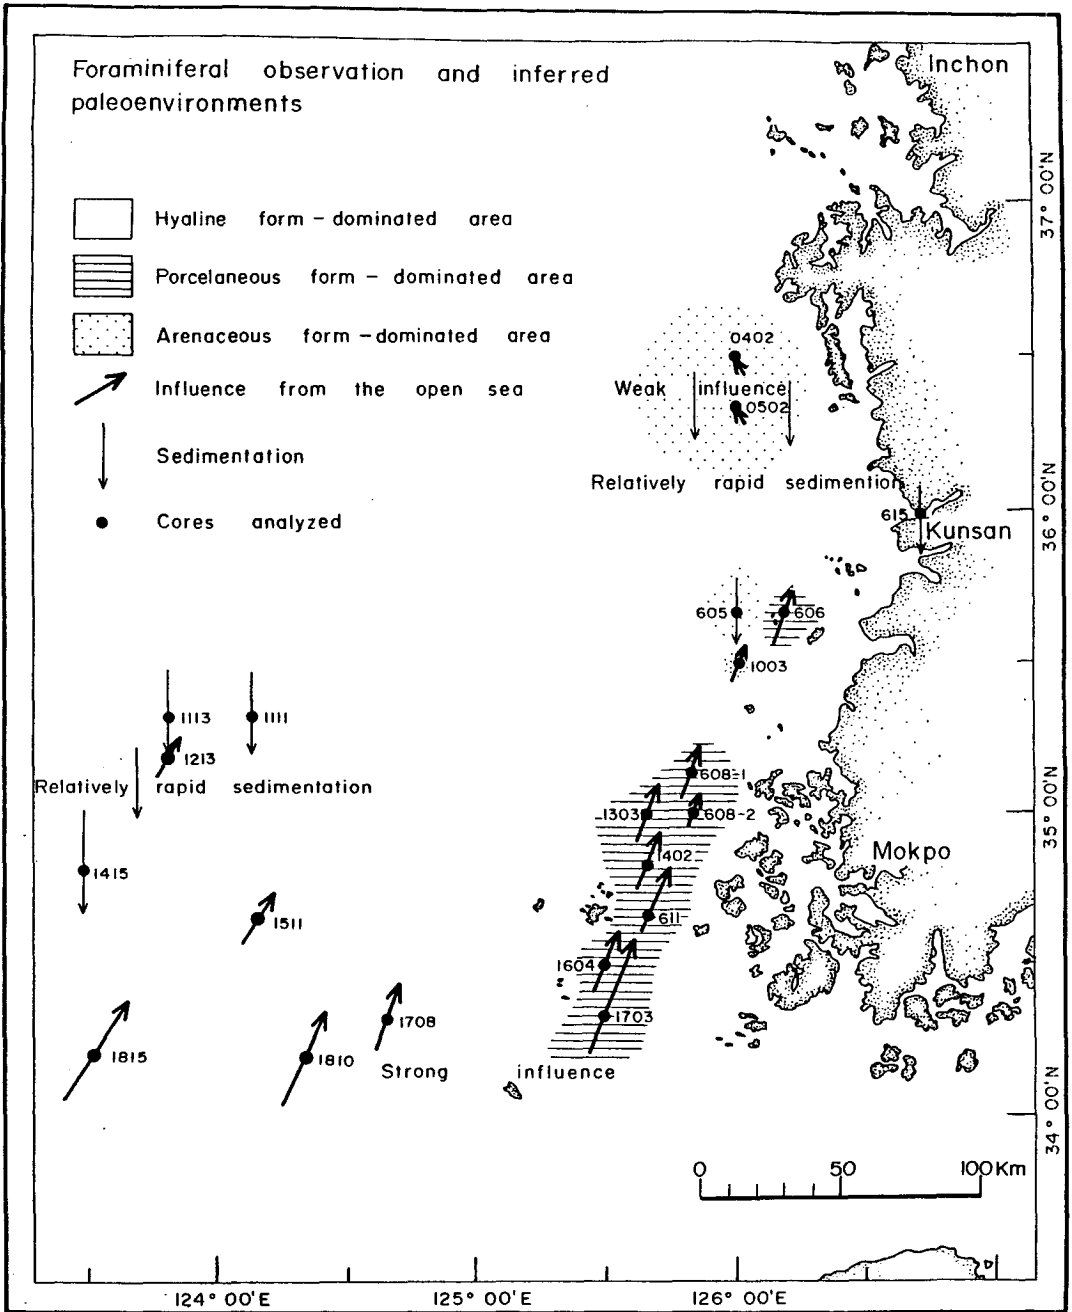 Foraminiferal observation and inferred
paleoenvironments
Hyaline form-dominated area
Porcelaneous form-dominated area
Arenaceous form-dominated area
Influence from the open sea
Sedimentation
Cores analyzed
Inchon
37°00'N
0402
Weak influence
0502
Relatively rapid sedimention
36°00'N
615
Kunsan
605
606
1003
1113
1111
1213
Relatively rapid sedimentation
608-1
1303
608-2
35°00'N
1402
Mokpo
1415
611
1511
1604
1703
1708
1815
1810
Strong influence
34°00'N
0 50 100Km
124°00'E 125°00'E 126°00'E